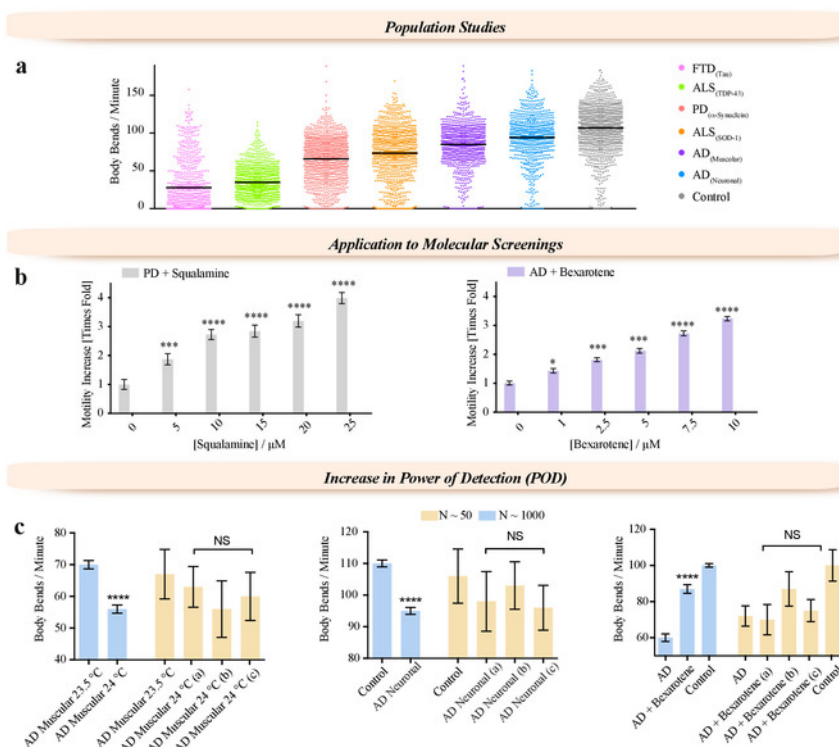 Population Studies
a
Body Bends / Minute
150
100
50
0
FTD(Tau)
ALS(TDP-43)
PD(α-Synuclein)
ALS(SOD-1)
AD(Muscular)
AD(Neuronal)
Control
Application to Molecular Screenings
b
PD + Squalamine
Motility Increase [Times Fold]
4
3
2
1
0
***
****
****
****
****
0 5 10 15 20 25
[Squalamine] / µM
AD + Bexarotene
Motility Increase [Times Fold]
4
3
2
1
0
*
***
***
****
****
0 1 2.5 5 7.5 10
[Bexarotene] / µM
Increase in Power of Detection (POD)
c
N ~ 50 N ~ 1000
Body Bends / Minute
80
70
60
50
40
****
NS
AD Muscular 23.5 °C
AD Muscular 24 °C
AD Muscular 23.5 °C
AD Muscular 24 °C (a)
AD Muscular 24 °C (b)
AD Muscular 24 °C (c)
Body Bends / Minute
120
110
100
90
80
****
NS
Control
AD Neuronal
Control
AD Neuronal (a)
AD Neuronal (b)
AD Neuronal (c)
Body Bends / Minute
100
80
60
****
NS
AD
AD + Bexarotene
Control
AD
AD + Bexarotene (a)
AD + Bexarotene (b)
AD + Bexarotene (c)
Control